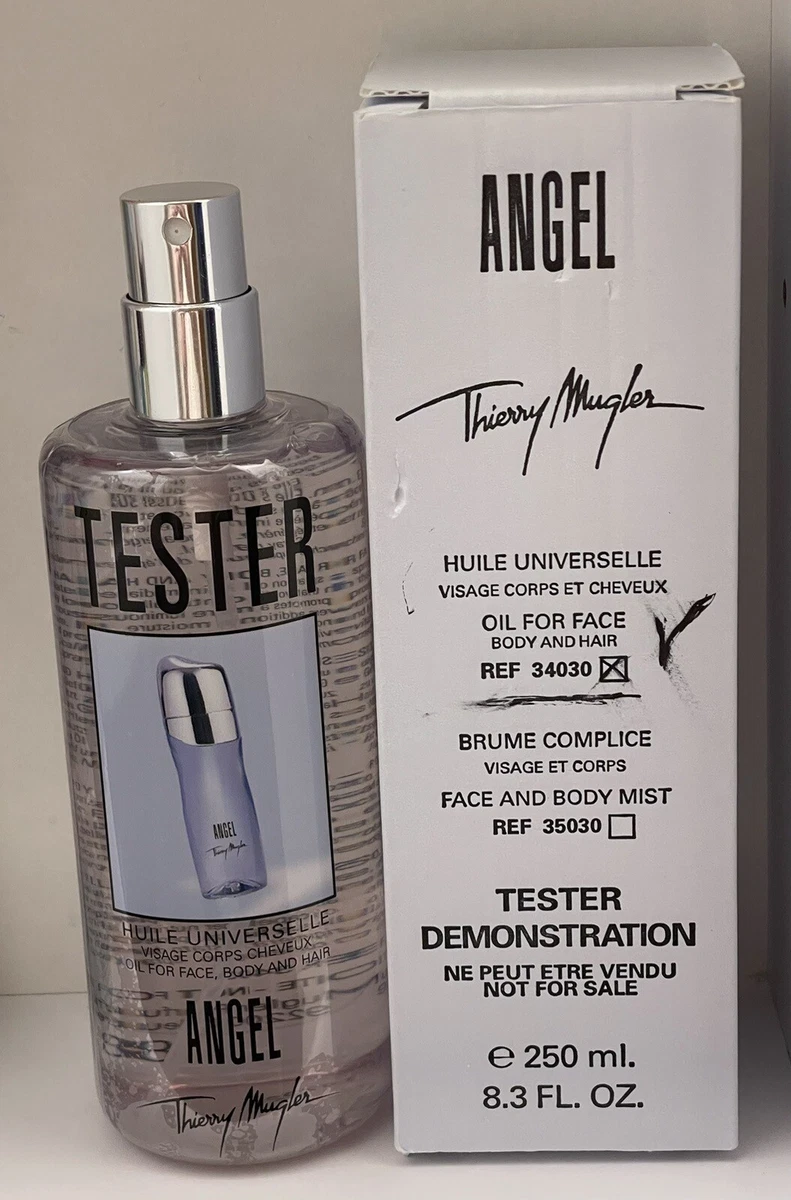 TESTER
ANGEL
Thierry Mugler
HUILE UNIVERSELLE
VISAGE CORPS CHEVEUX
OIL FOR FACE, BODY AND HAIR
ANGEL
Thierry Mugler
ANGEL
Thierry Mugler
HUILE UNIVERSELLE
VISAGE CORPS ET CHEVEUX
OIL FOR FACE
BODY AND HAIR
REF 34030 ☒
BRUME COMPLICE
VISAGE ET CORPS
FACE AND BODY MIST
REF 35030 ☐
TESTER
DEMONSTRATION
NE PEUT ETRE VENDU
NOT FOR SALE
℮ 250 ml.
8.3 FL. OZ.